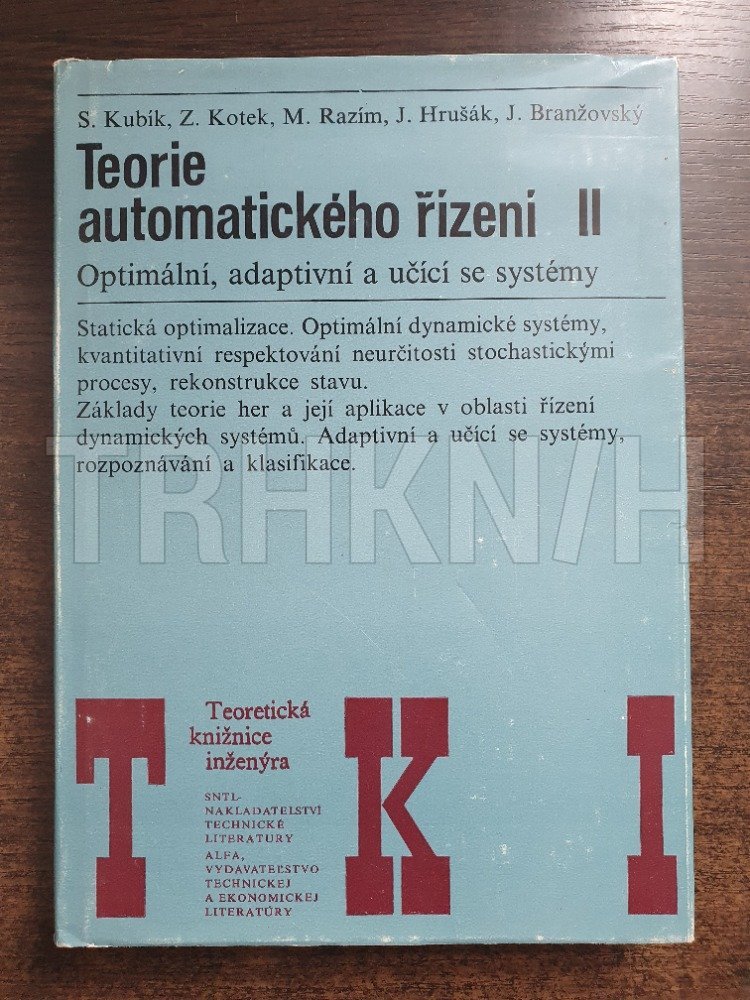 S. Kubík, Z. Kotek, M. Razím, J. Hrušák, J. Branžovský
Teorie
automatického řízení II
Optimální, adaptivní a učící se systémy
Statická optimalizace. Optimální dynamické systémy,
kvantitativní respektování neurčitosti stochastickými
procesy, rekonstrukce stavu.
Základy teorie her a její aplikace v oblasti řízení
dynamických systémů. Adaptivní a učící se systémy,
rozpoznávání a klasifikace.
TRHKNIH
Teoretická
knižnice
inženýra
SNTL-
NAKLADATELSTVÍ
TECHNICKÉ
LITERATURY
ALFA,
VYDAVATEĽSTVO
TECHNICKEJ
A EKONOMICKEJ
LITERATÚRY
T K I